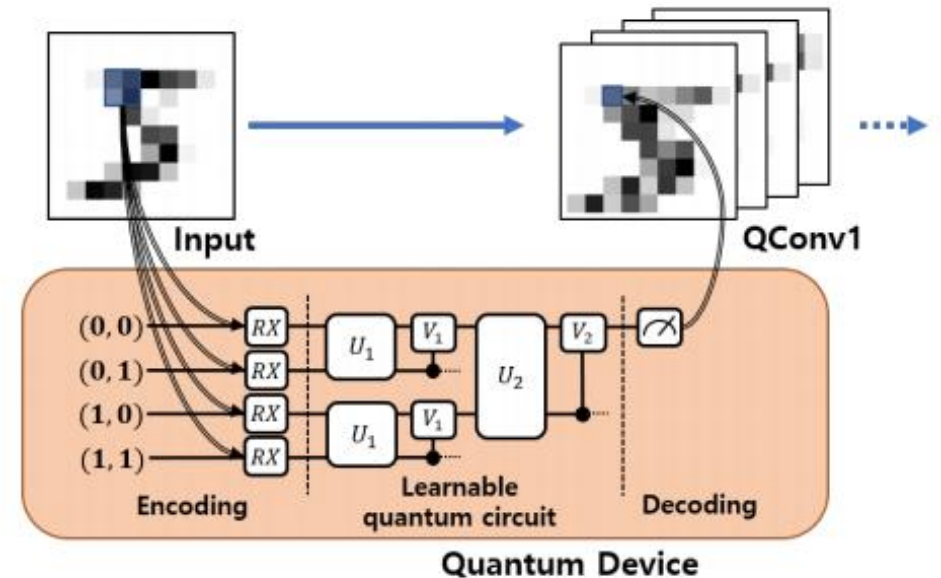 Input
QConv1
(0,0) RX U₁ V₁ U₂ V₂
(0,1) RX
(1,0) RX U₁ V₁
(1,1) RX
Encoding
Learnable
quantum circuit
Decoding
Quantum Device